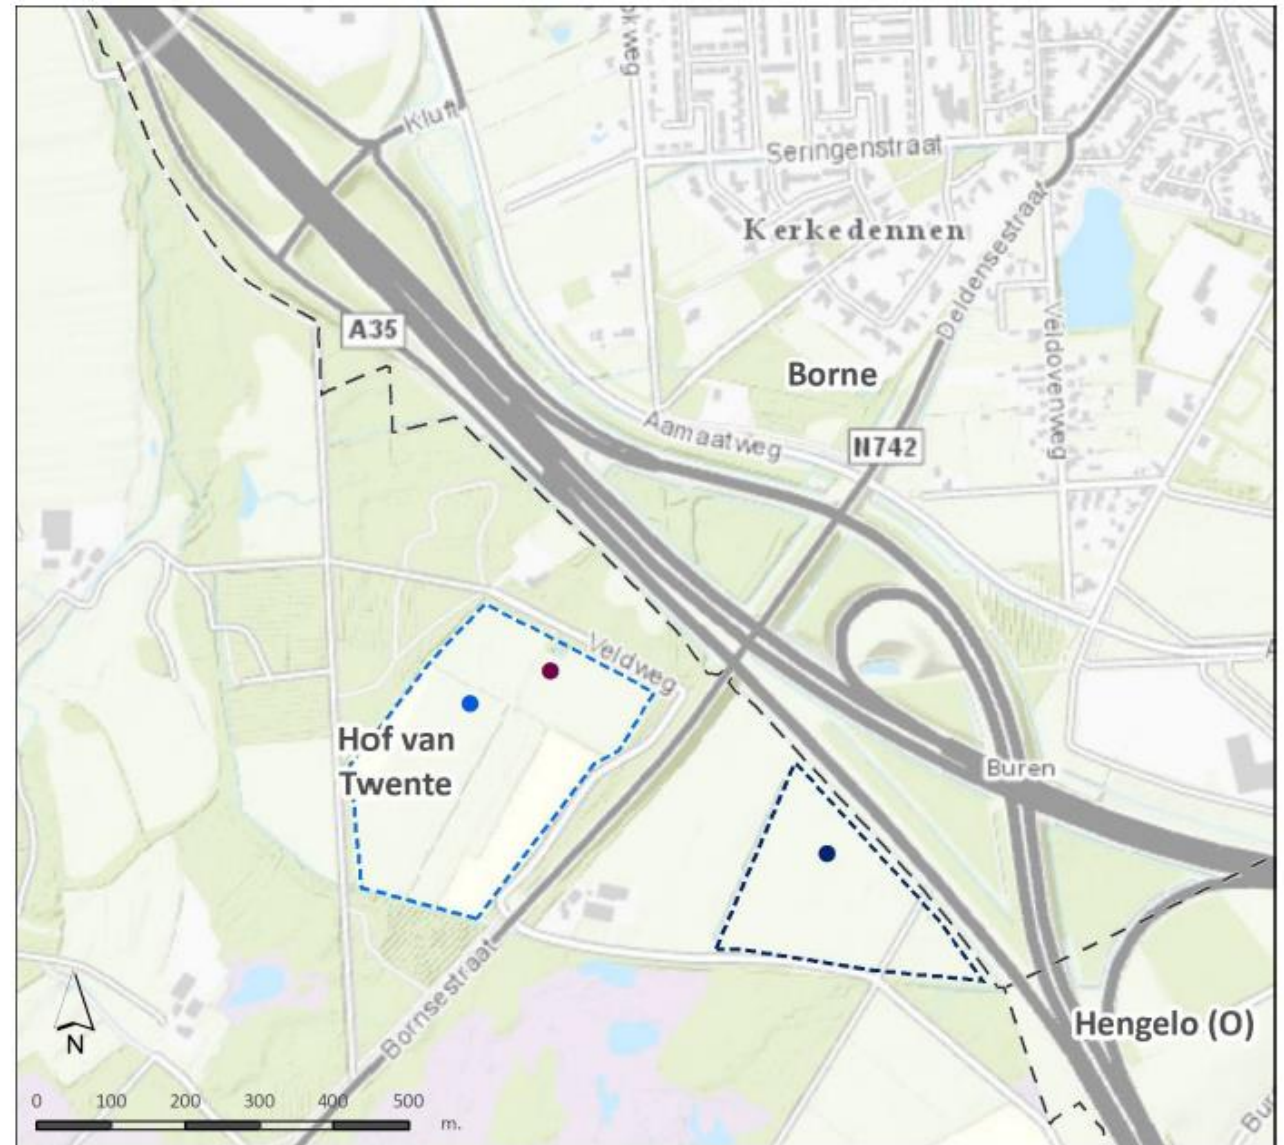 Kluft
Seringenstraat
Kerkedennen
Deldensestraat
A35
Veldovenweg
Borne
Aamaatweg
N742
Veldweg
Hof van
Twente
Buren
Bornsestraat
Hengelo (O)
N
0 100 200 300 400 500
m.